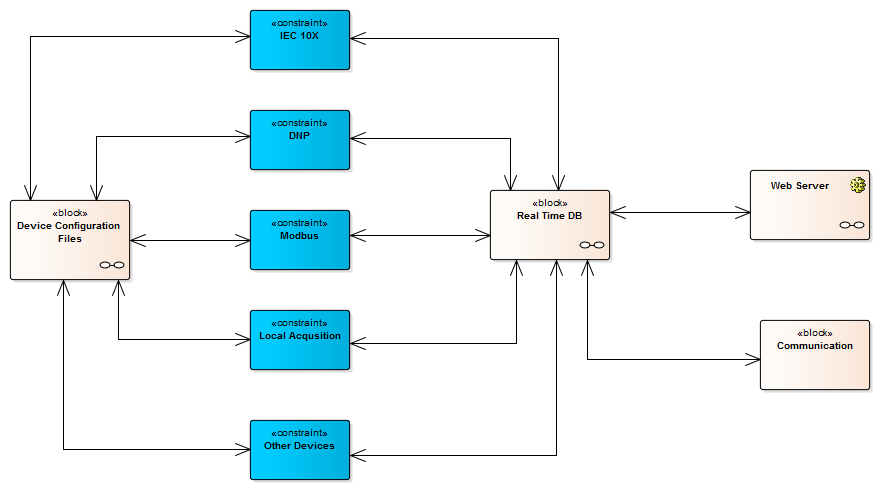 «constraint»
IEC 10X
«constraint»
DNP
«block»
Device Configuration
Files
«constraint»
Modbus
«block»
Real Time DB
Web Server
«constraint»
Local Acqusition
«block»
Communication
«constraint»
Other Devices